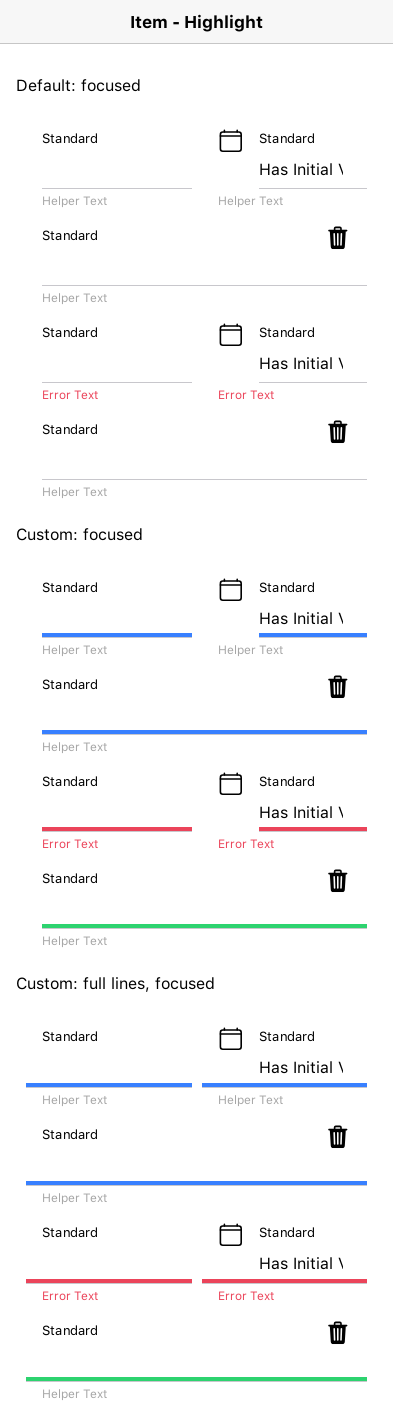 Item - Highlight
Default: focused
Standard Standard
Has Initial V
Helper Text Helper Text
Standard
Helper Text
Standard Standard
Has Initial V
Error Text Error Text
Standard
Helper Text
Custom: focused
Standard Standard
Has Initial V
Helper Text Helper Text
Standard
Helper Text
Standard Standard
Has Initial V
Error Text Error Text
Standard
Helper Text
Custom: full lines, focused
Standard Standard
Has Initial V
Helper Text Helper Text
Standard
Helper Text
Standard Standard
Has Initial V
Error Text Error Text
Standard
Helper Text